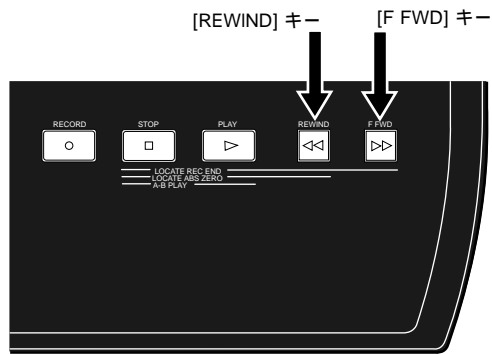 [REWIND] キー
[F FWD] キー
RECORD
STOP
PLAY
REWIND
F FWD
LOCATE REC END
LOCATE ABS ZERO
A-B PLAY